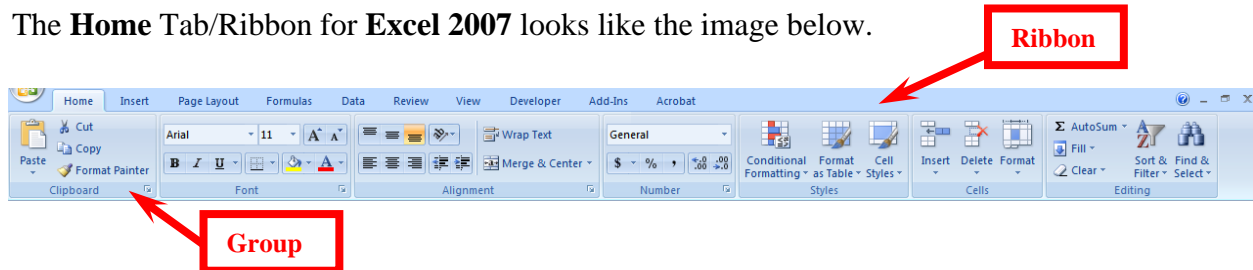 The Home Tab/Ribbon for Excel 2007 looks like the image below.
Ribbon
Home Insert Page Layout Formulas Data Review View Developer Add-Ins Acrobat
Cut
Copy
Format Painter
Paste
Clipboard
Arial 11 A A
B I U A
Font
Wrap Text
Merge & Center
Alignment
General
$ % , .0 .00 .00 .0
Number
Conditional Formatting
Format as Table
Cell Styles
Styles
Insert Delete Format
Cells
Σ AutoSum
Fill
Clear
Sort & Filter
Find & Select
Editing
Group